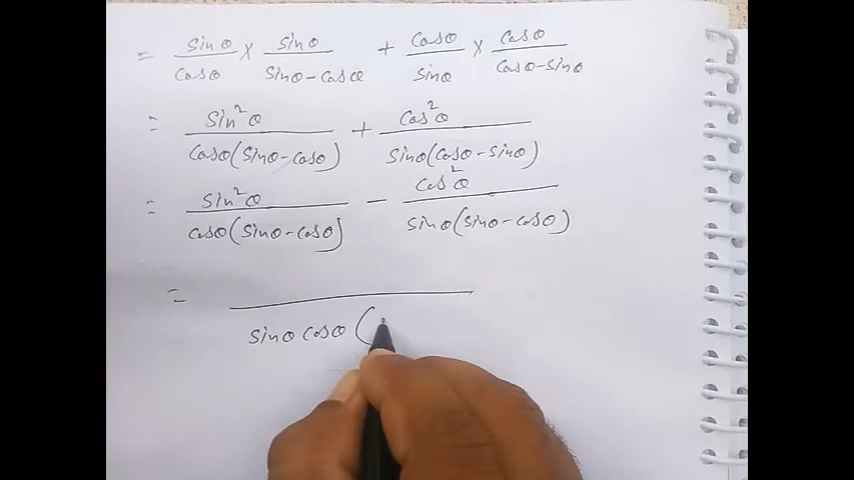 = sinθ/cosθ × sinθ/(sinθ-cosθ) + cosθ/sinθ × cosθ/(cosθ-sinθ)
= sin²θ/(cosθ(sinθ-cosθ)) + cos²θ/(sinθ(cosθ-sinθ))
= sin²θ/(cosθ(sinθ-cosθ)) - cos²θ/(sinθ(sinθ-cosθ))
= /sinθ cosθ (